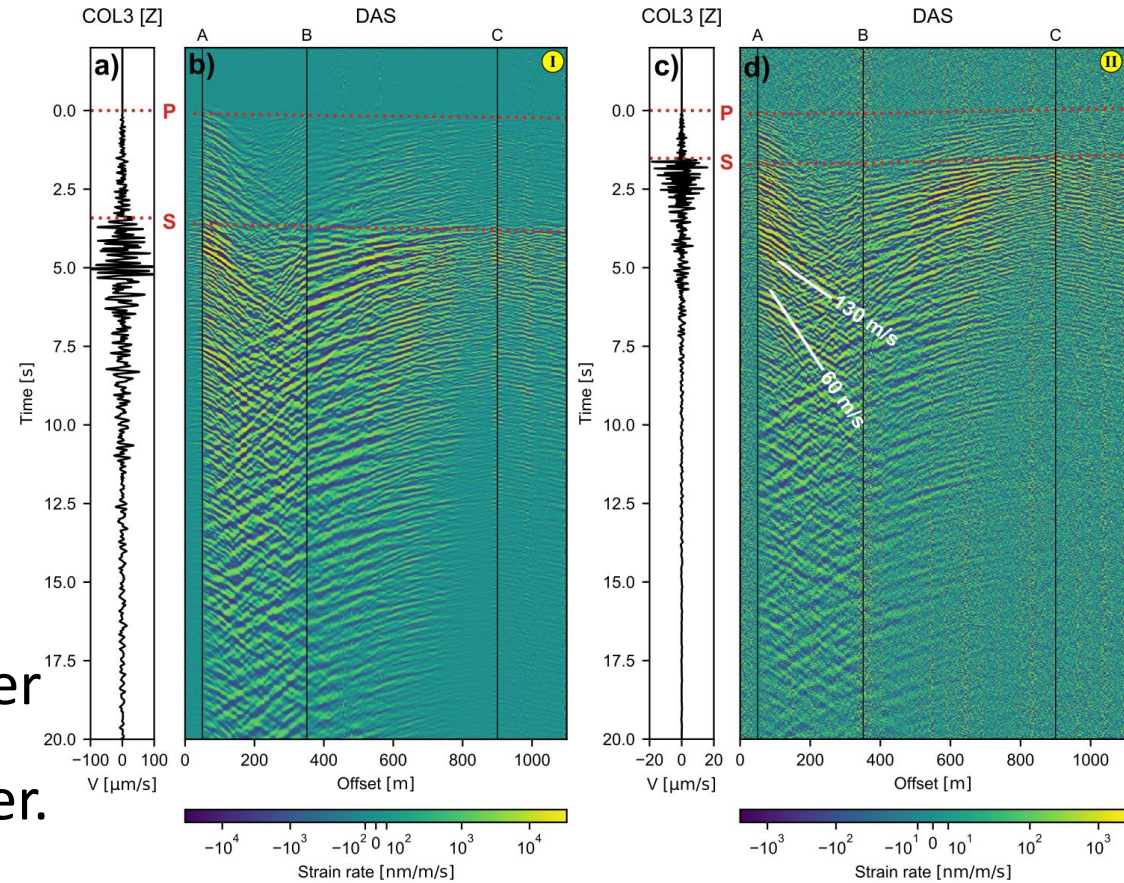 COL3 [Z]
DAS
A B C
a)
b)
I
P
S
0.0
2.5
5.0
7.5
10.0
12.5
15.0
17.5
20.0
Time [s]
−100 0 100
V [μm/s]
0 200 400 600 800 1000
Offset [m]
−10⁴ −10³ −10² 0 10² 10³ 10⁴
Strain rate [nm/m/s]
COL3 [Z]
DAS
A B C
c)
d)
II
P
S
130 m/s
60 m/s
0.0
2.5
5.0
7.5
10.0
12.5
15.0
17.5
20.0
Time [s]
−20 0 20
V [μm/s]
0 200 400 600 800 1000
Offset [m]
−10³ −10² −10¹ 0 10¹ 10² 10³
Strain rate [nm/m/s]
er
er.